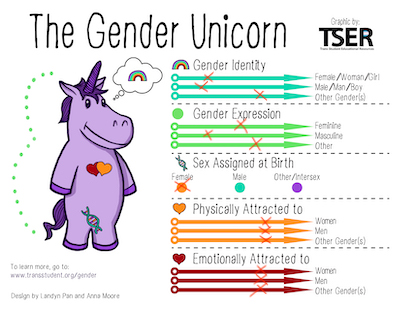 The Gender Unicorn
Graphic by:
TSER
Trans Student Educational Resources
Gender Identity
Female/Woman/Girl
Male/Man/Boy
Other Gender(s)
Gender Expression
Feminine
Masculine
Other
Sex Assigned at Birth
Female Male Other/Intersex
Physically Attracted to
Women
Men
Other Gender(s)
Emotionally Attracted to
Women
Men
Other Gender(s)
To learn more, go to:
www.transstudent.org/gender
Design by Landyn Pan and Anna Moore